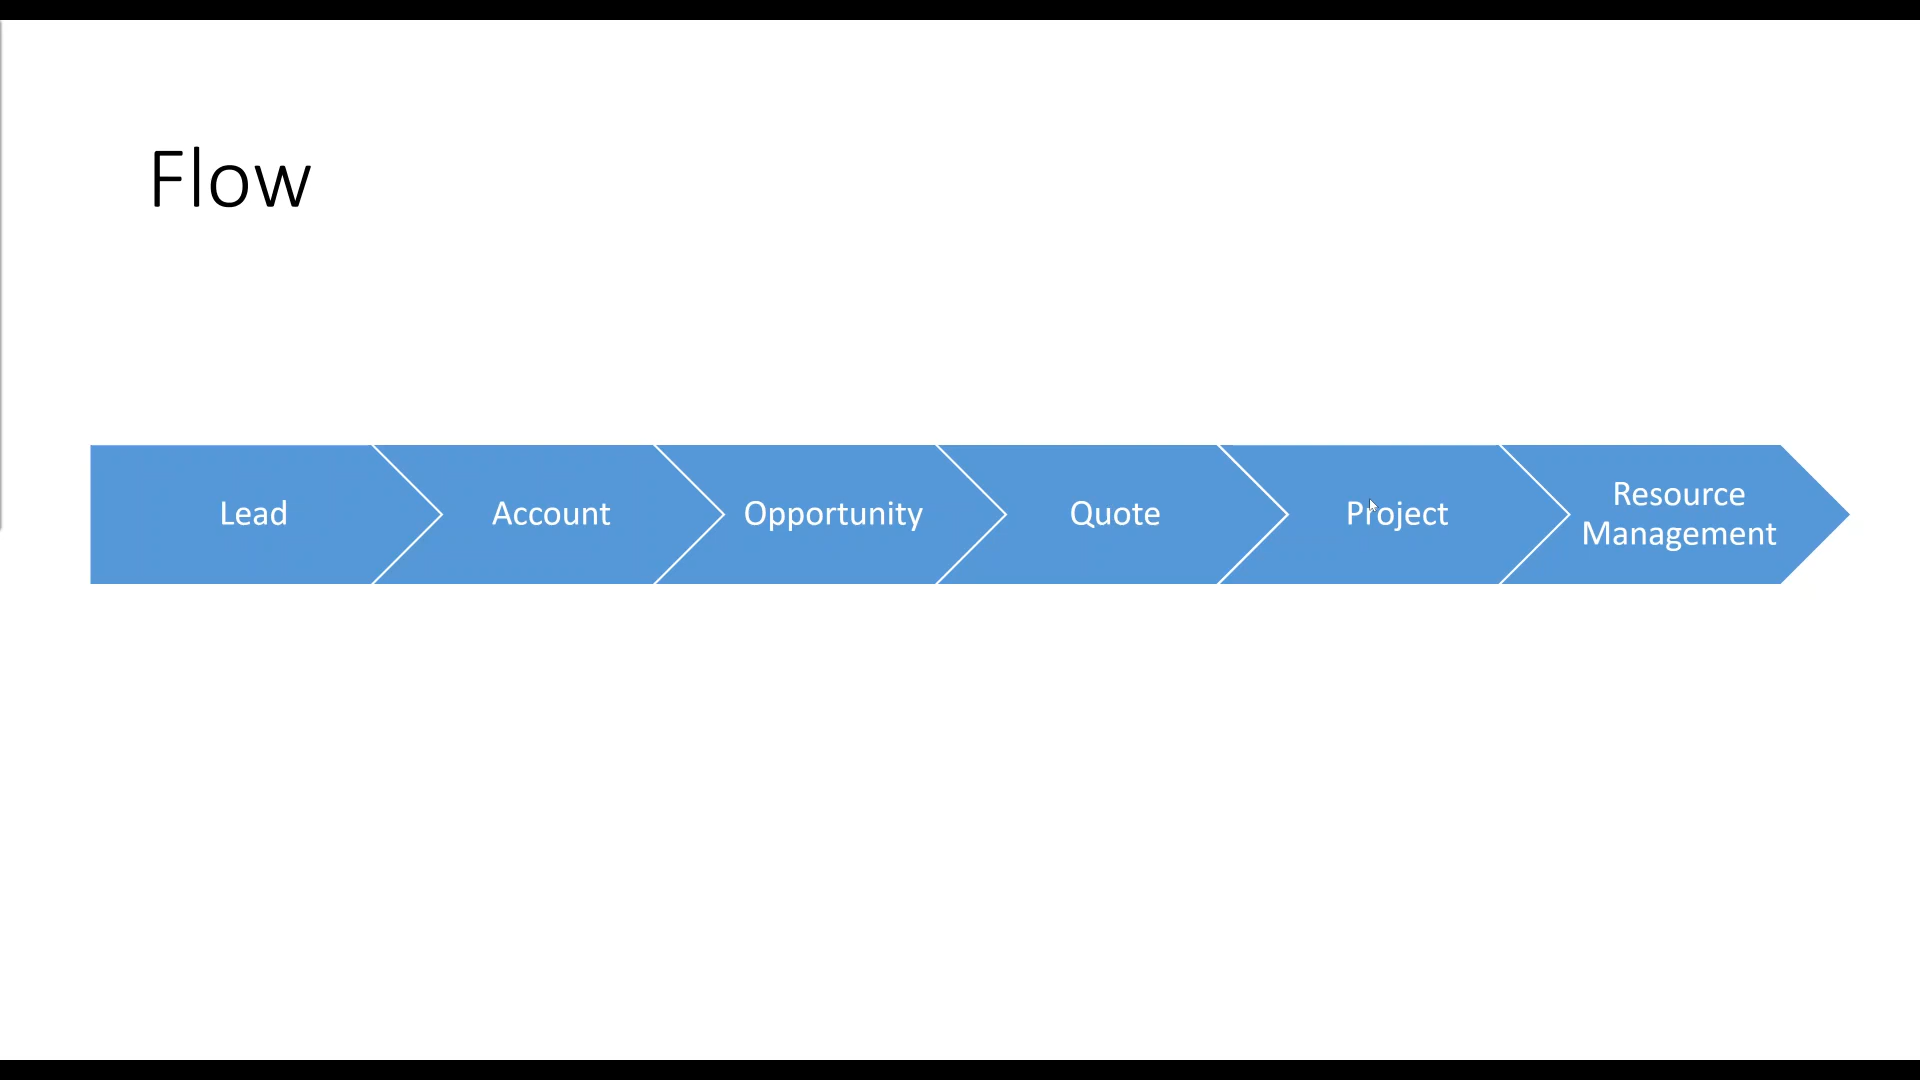 Flow
Lead
Account
Opportunity
Quote
Project
Resource
Management